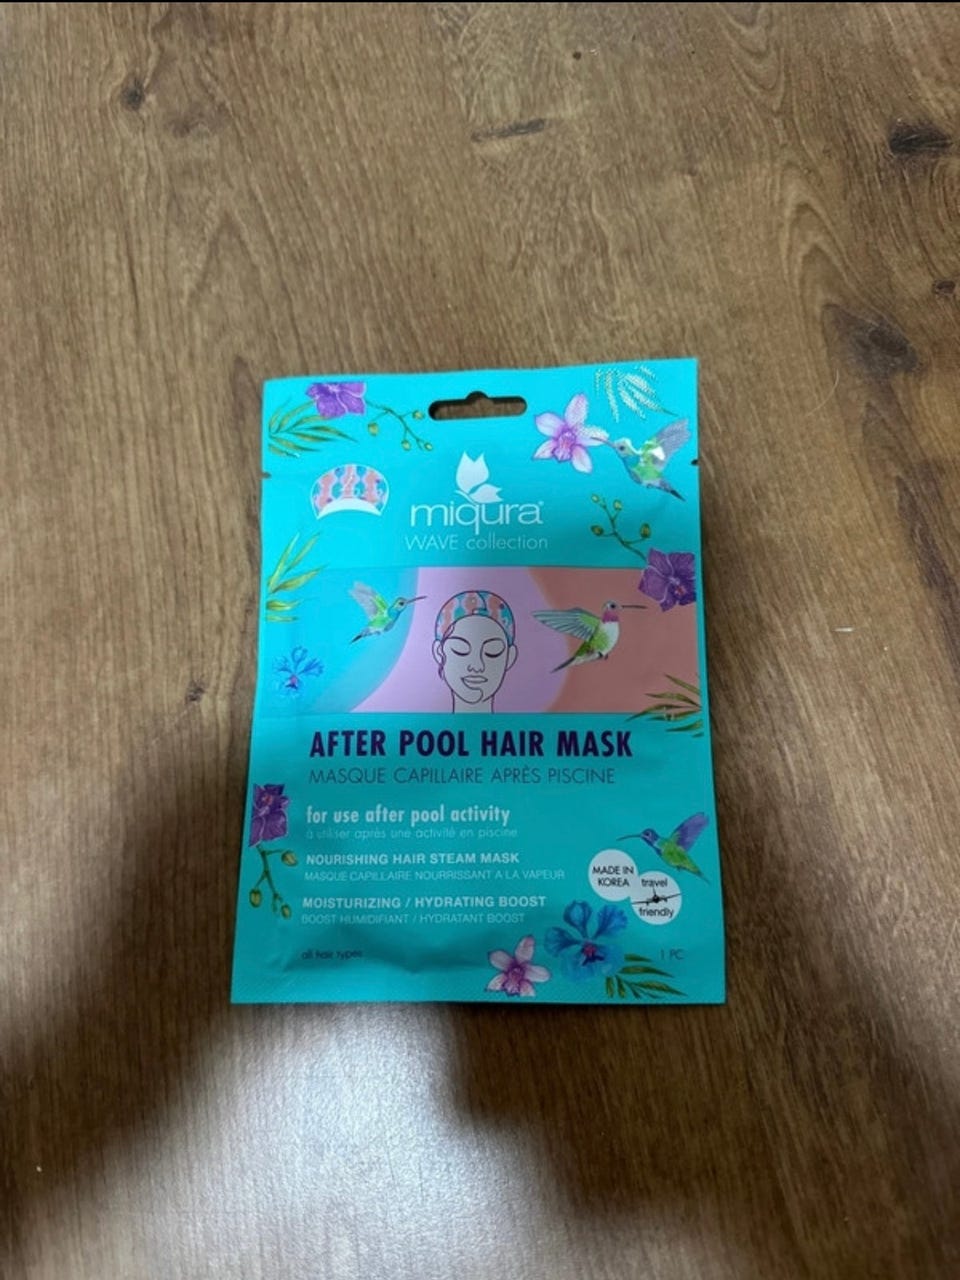 miqura®
WAVE collection
AFTER POOL HAIR MASK
MASQUE CAPILLAIRE APRÈS PISCINE
for use after pool activity
à utiliser après une activité en piscine
NOURISHING HAIR STEAM MASK
MASQUE CAPILLAIRE NOURRISSANT A LA VAPEUR
MOISTURIZING / HYDRATING BOOST
BOOST HUMIDIFIANT / HYDRATANT BOOST
MADE IN
KOREA
travel
friendly
all hair types
1 PC